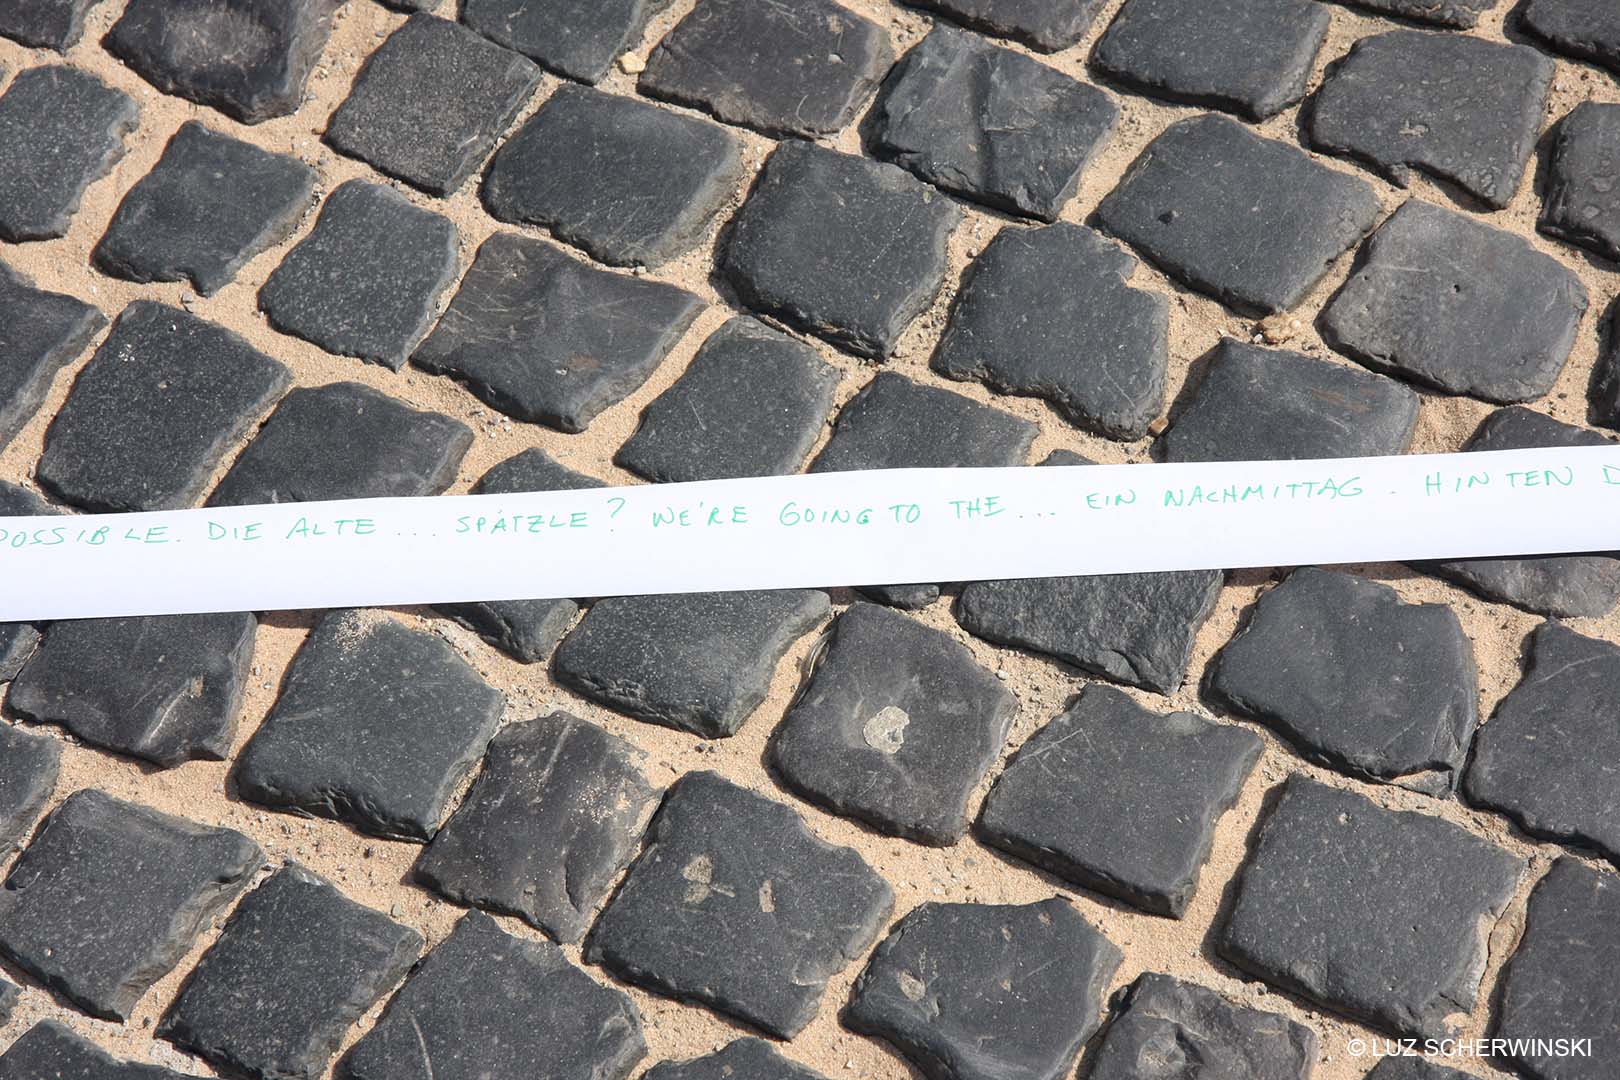 POSSIBLE. DIE ALTE ... SPÄTZLE? WE'RE GOING TO THE ... EIN NACHMITTAG. HINTEN D
© LUZ SCHERWINSKI